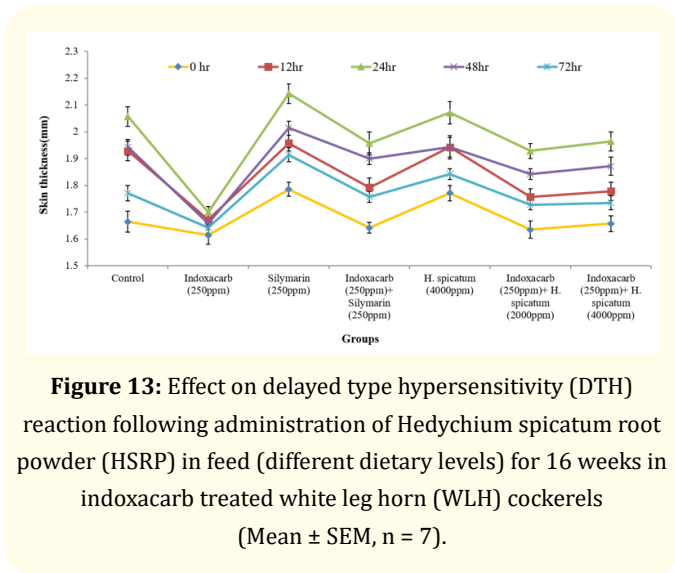 2.3
2.2
2.1
2
1.9
1.8
1.7
1.6
1.5
Skin thickness(mm)
0 hr 12hr 24hr 48hr 72hr
Control
Indoxacarb
(250ppm)
Silymarin
(250ppm)
Indoxacarb
(250ppm)+
Silymarin
(250ppm)
H. spicatum
(4000ppm)
Indoxacarb
(250ppm)+ H.
spicatum
(2000ppm)
Indoxacarb
(250ppm)+ H.
spicatum
(4000ppm)
Groups
Figure 13: Effect on delayed type hypersensitivity (DTH)
reaction following administration of Hedychium spicatum root
powder (HSRP) in feed (different dietary levels) for 16 weeks in
indoxacarb treated white leg horn (WLH) cockerels
(Mean ± SEM, n = 7).